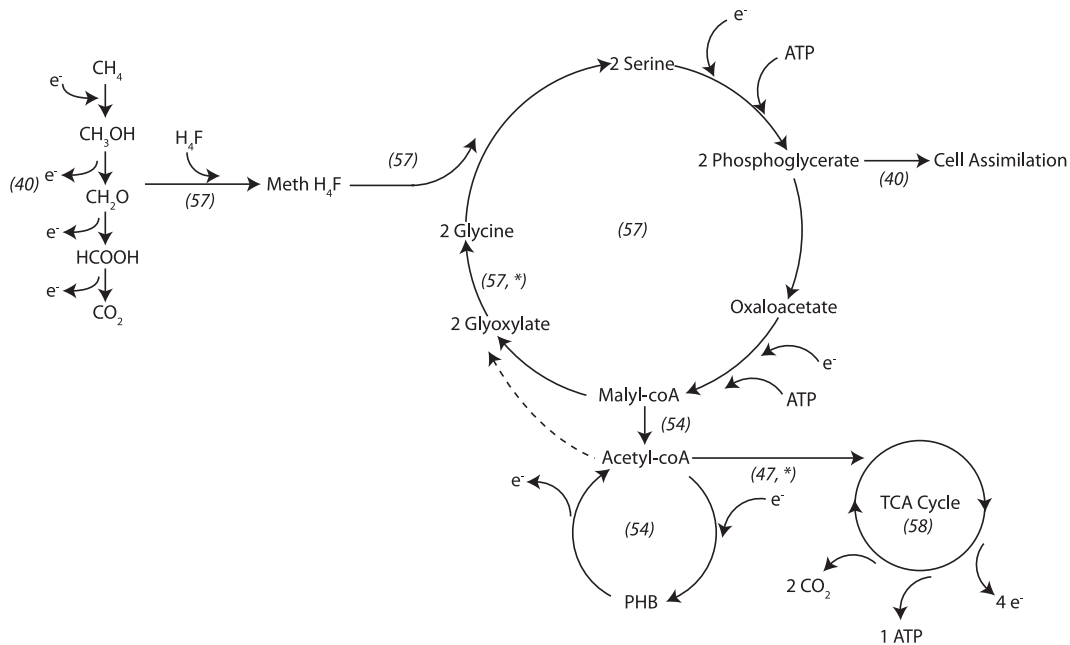 e-
CH4
CH3OH
(40) e-
CH2O
e-
HCOOH
e-
CO2
H4F
(57)
Meth H4F
(57)
2 Serine
e-
ATP
2 Phosphoglycerate
(40)
Cell Assimilation
2 Glycine
(57)
(57, *)
2 Glyoxylate
Oxaloacetate
e-
ATP
Malyl-coA
(54)
Acetyl-coA
(47, *)
e-
e-
(54)
PHB
TCA Cycle
(58)
2 CO2
4 e-
1 ATP